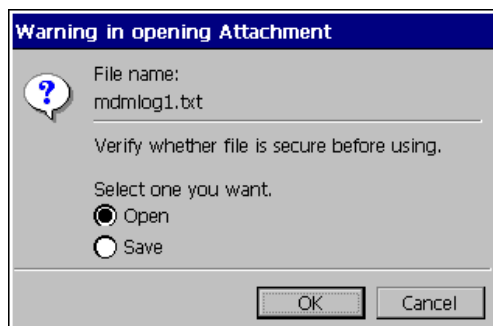 Warning in opening Attachment
File name:
mdmlog1.txt
Verify whether file is secure before using.
Select one you want.
Open
Save
OK
Cancel